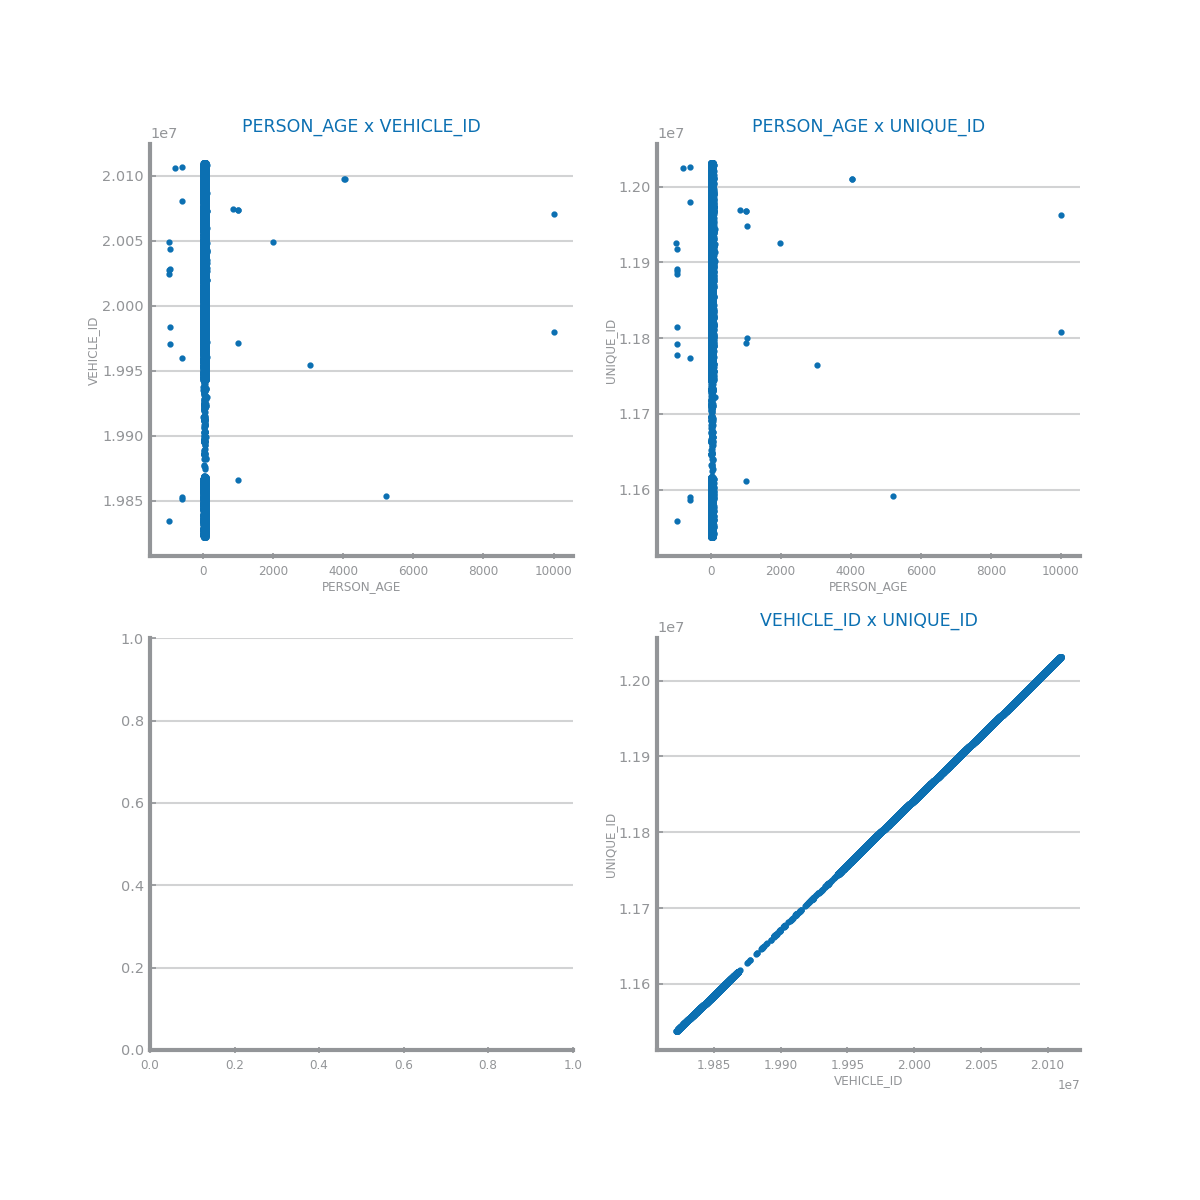 PERSON_AGE x VEHICLE_ID
1e7
2.010
2.005
2.000
1.995
1.990
1.985
VEHICLE_ID
0 2000 4000 6000 8000 10000
PERSON_AGE
PERSON_AGE x UNIQUE_ID
1e7
1.20
1.19
1.18
1.17
1.16
UNIQUE_ID
0 2000 4000 6000 8000 10000
PERSON_AGE
1.0
0.8
0.6
0.4
0.2
0.0
0.0 0.2 0.4 0.6 0.8 1.0
VEHICLE_ID x UNIQUE_ID
1e7
1.20
1.19
1.18
1.17
1.16
UNIQUE_ID
1.985 1.990 1.995 2.000 2.005 2.010
VEHICLE_ID
1e7